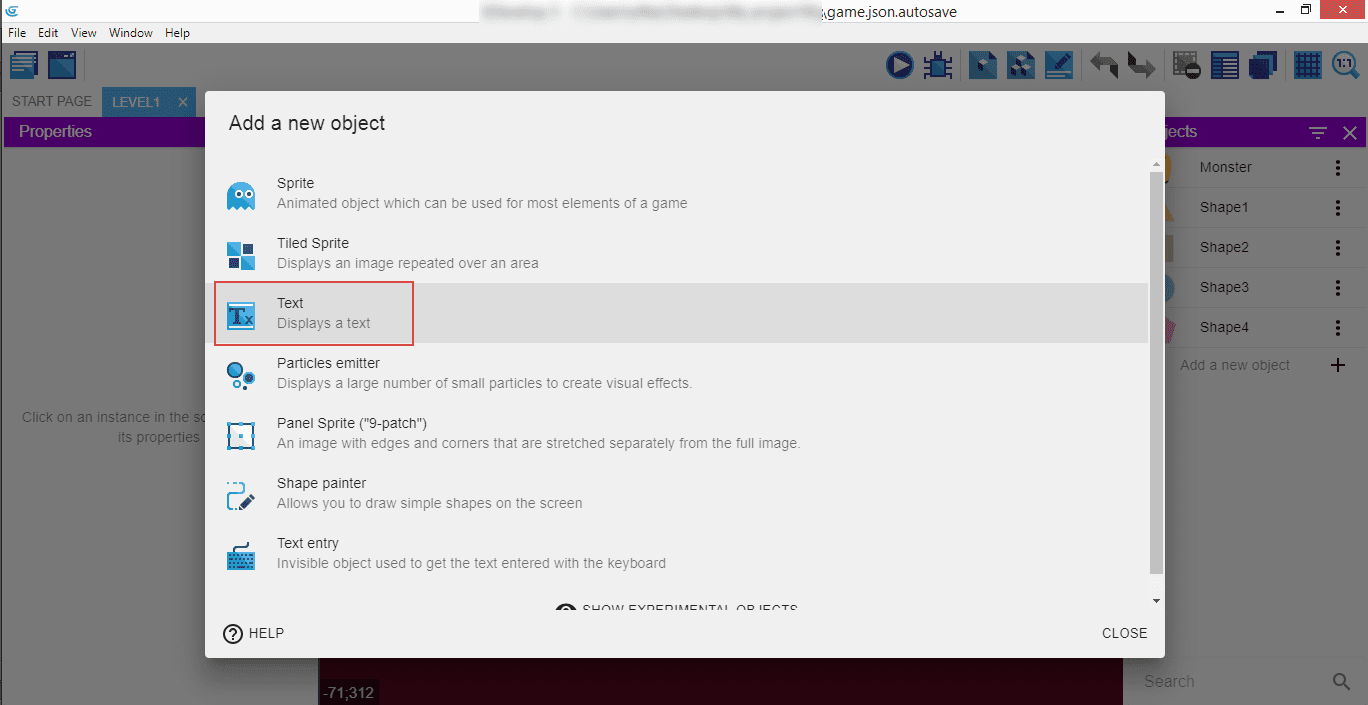 \game.json.autosave
File Edit View Window Help
1:1
START PAGE LEVEL1
Properties
Add a new object
jects
Sprite
Animated object which can be used for most elements of a game
Tiled Sprite
Displays an image repeated over an area
Text
Displays a text
Particles emitter
Displays a large number of small particles to create visual effects.
Panel Sprite ("9-patch")
An image with edges and corners that are stretched separately from the full image.
Shape painter
Allows you to draw simple shapes on the screen
Text entry
Invisible object used to get the text entered with the keyboard
SHOW EXPERIMENTAL OBJECTS
HELP
CLOSE
Click on an instance in the sc
its properties
Monster
Shape1
Shape2
Shape3
Shape4
Add a new object
-71;312
Search